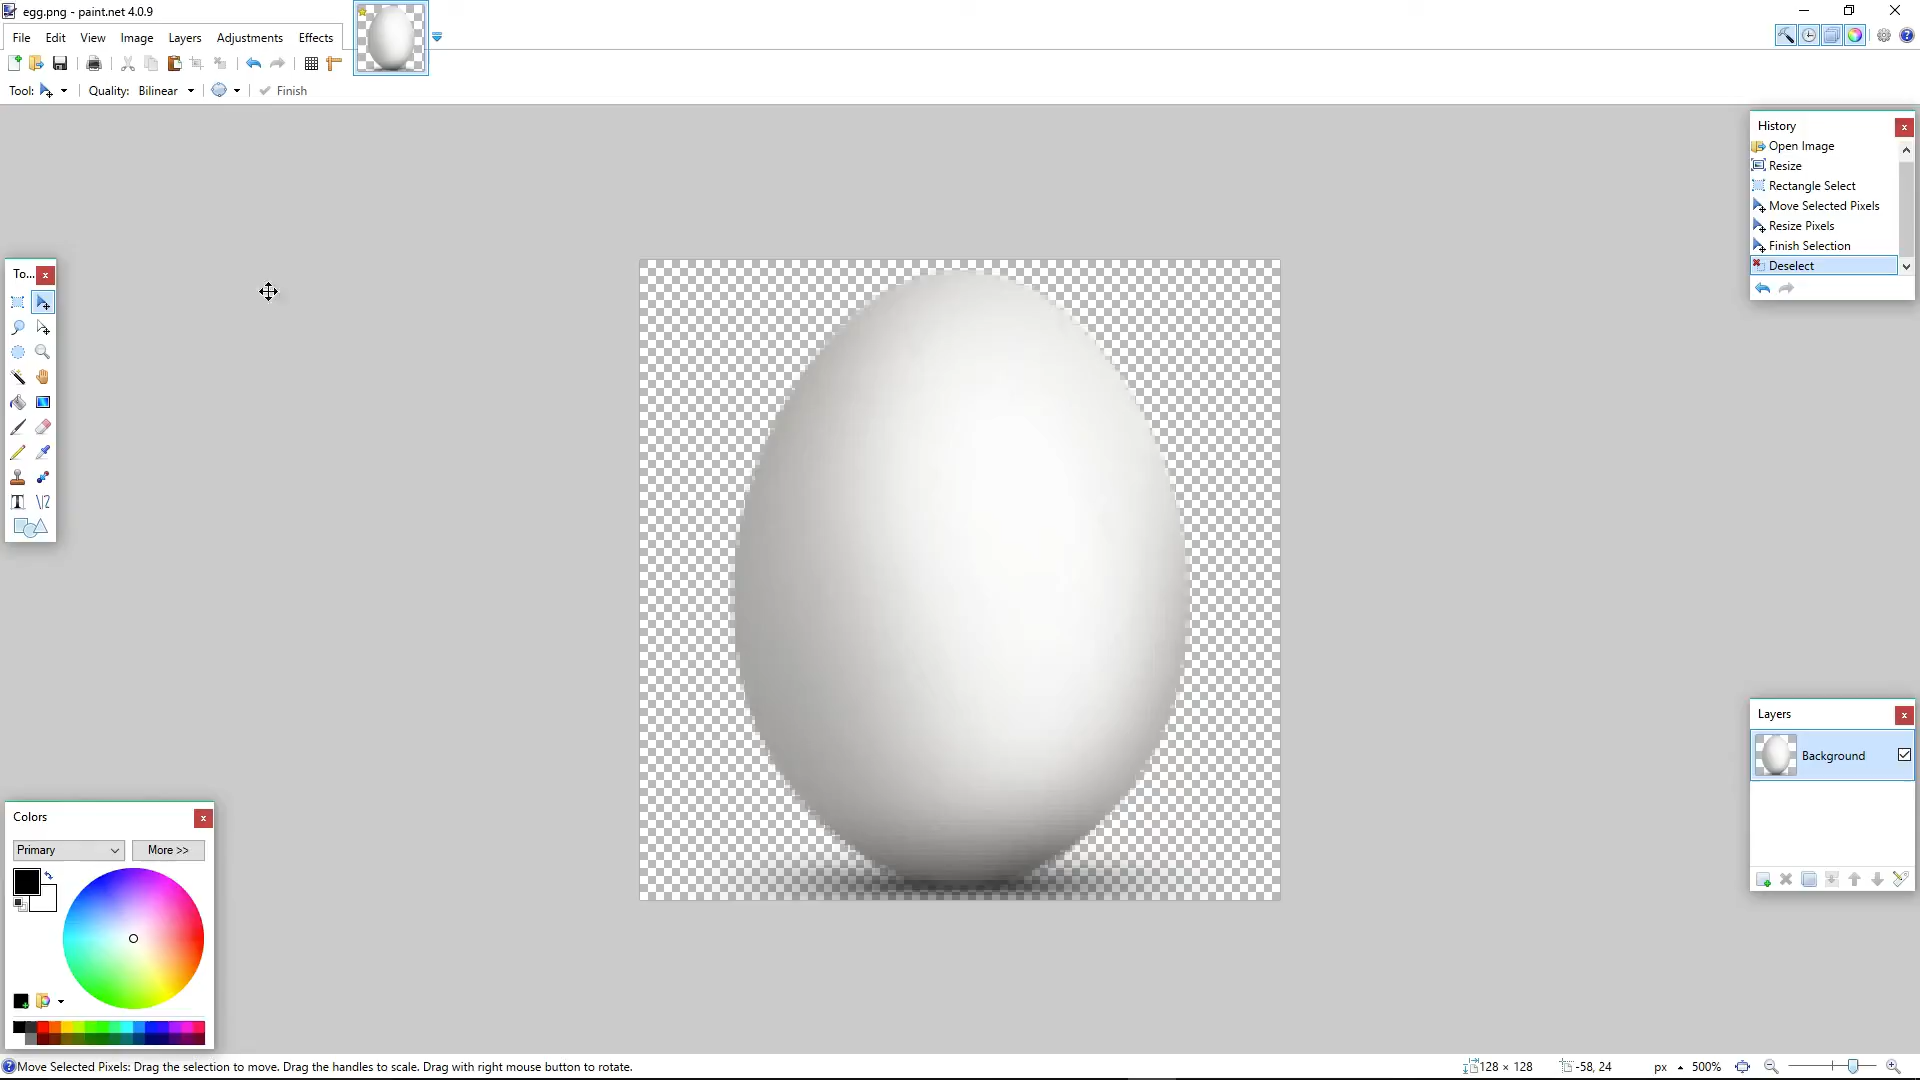 egg.png - paint.net 4.0.9
File Edit View Image Layers Adjustments Effects
Tool: Quality: Bilinear Finish
History
Open Image
Resize
Rectangle Select
Move Selected Pixels
Resize Pixels
Finish Selection
Deselect
To...
Layers
Background
Colors
Primary More >>
Move Selected Pixels: Drag the selection to move. Drag the handles to scale. Drag with right mouse button to rotate. 128 × 128 -58, 24 px 500%